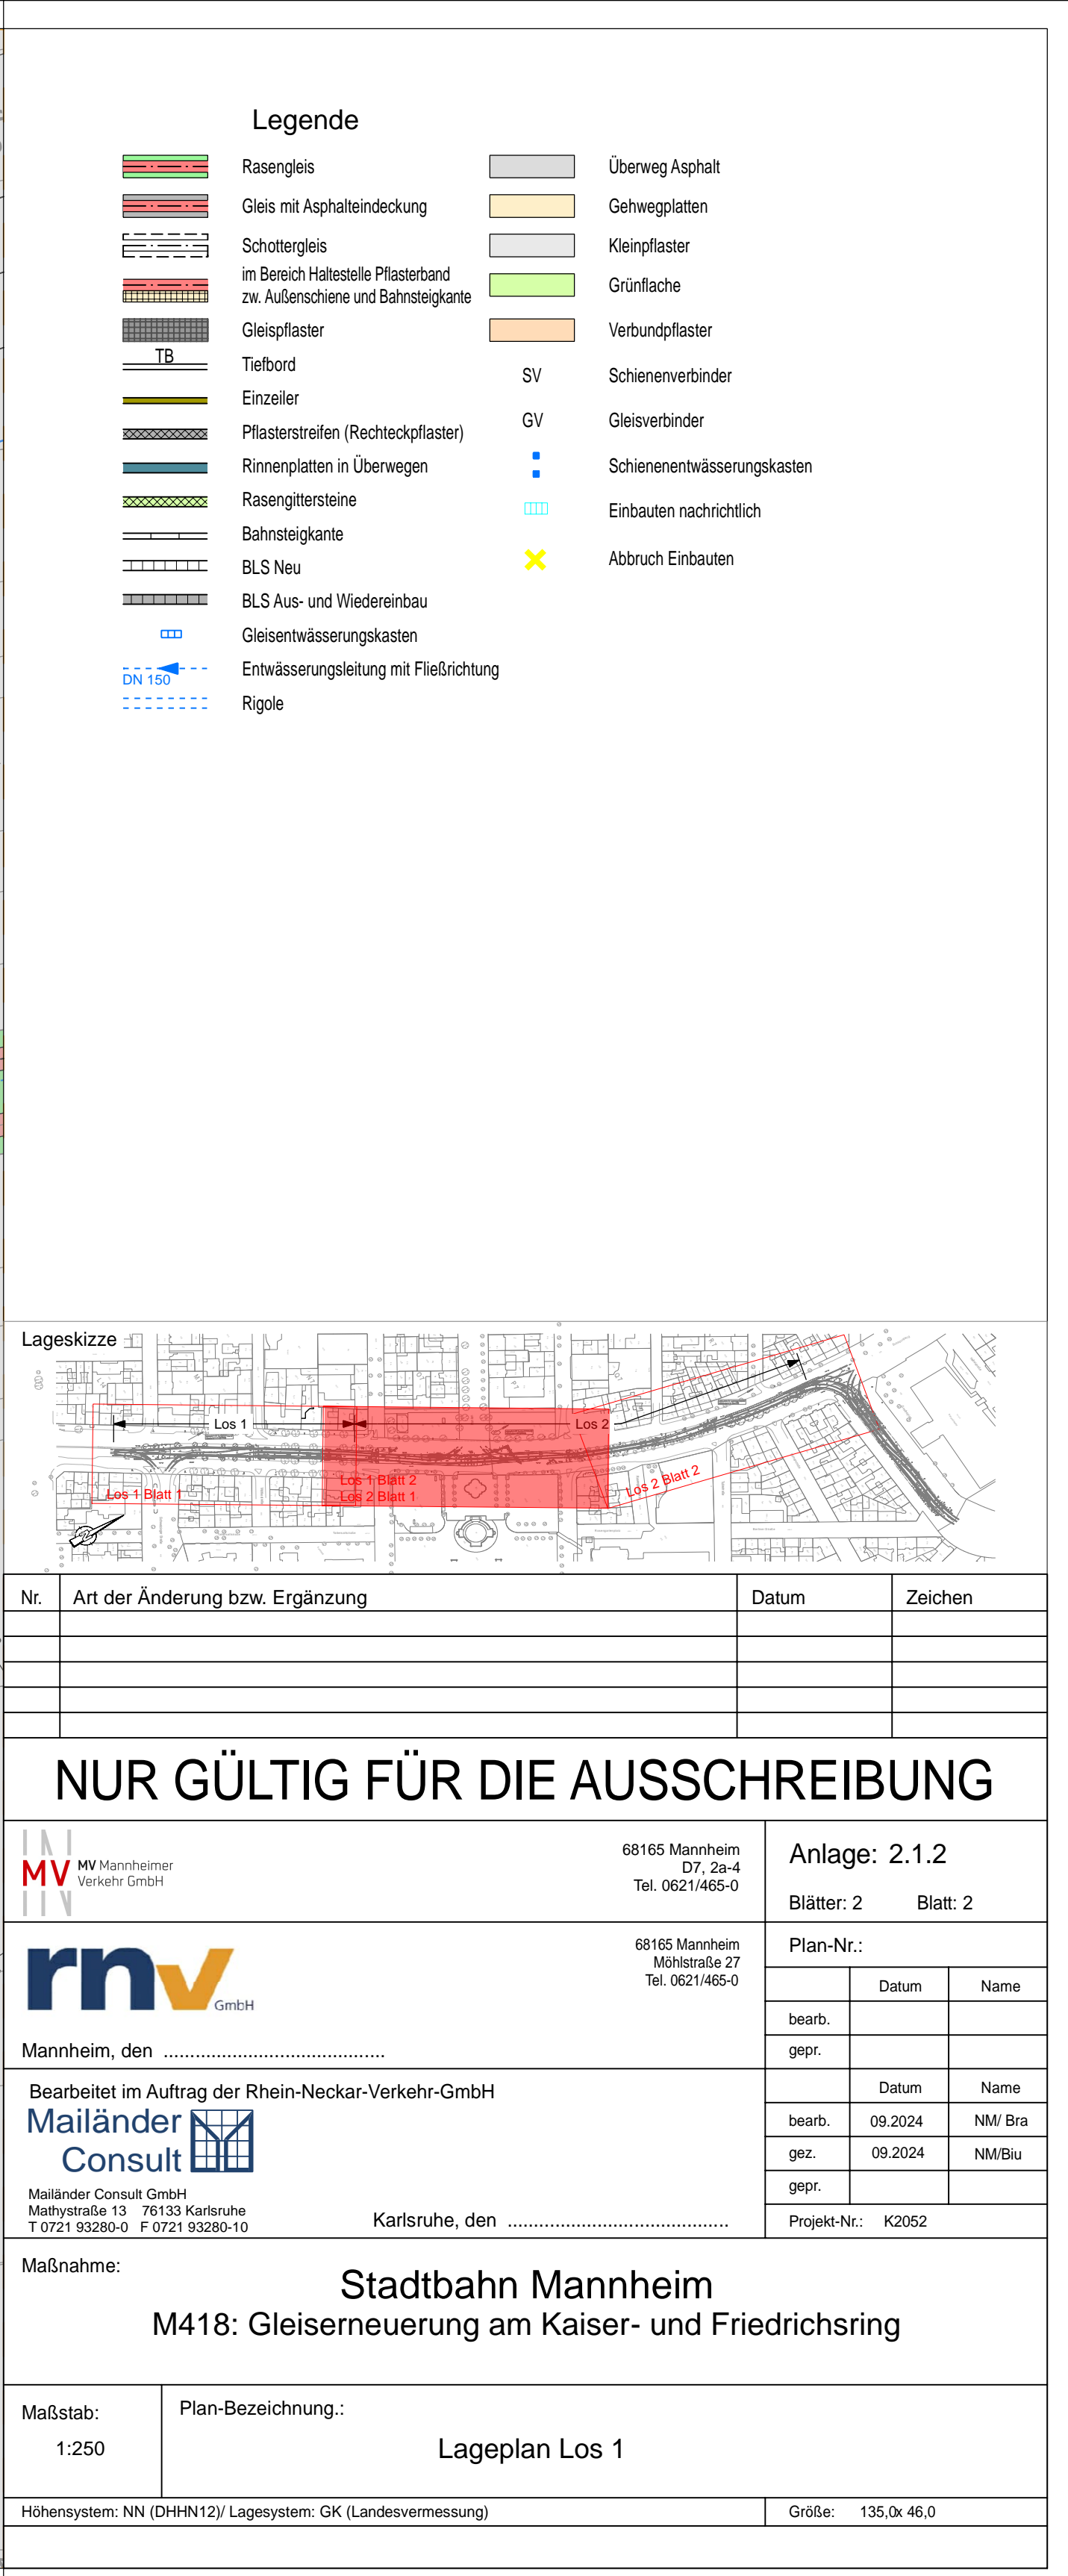 Legende
Rasengleis
Gleis mit Asphalteindeckung
Schottergleis
im Bereich Haltestelle Pflasterband
zw. Außenschiene und Bahnsteigkante
Gleispflaster
TB
Tiefbord
Einzeiler
Pflasterstreifen (Rechteckpflaster)
Rinnenplatten in Überwegen
Rasengittersteine
Bahnsteigkante
BLS Neu
BLS Aus- und Wiedereinbau
Gleisentwässerungskasten
DN 150
Entwässerungsleitung mit Fließrichtung
Rigole
Überweg Asphalt
Gehwegplatten
Kleinpflaster
Grünflache
Verbundpflaster
SV Schienenverbinder
GV Gleisverbinder
Schienenentwässerungskasten
Einbauten nachrichtlich
Abbruch Einbauten
Lageskizze
Los 1
Los 2
Los 1 Blatt 1
Los 1 Blatt 2
Los 2 Blatt 1
Los 2 Blatt 2
Nr. Art der Änderung bzw. Ergänzung Datum Zeichen
NUR GÜLTIG FÜR DIE AUSSCHREIBUNG
MV MV Mannheimer
Verkehr GmbH
68165 Mannheim
D7, 2a-4
Tel. 0621/465-0
Anlage: 2.1.2
Blätter: 2 Blatt: 2
rnv GmbH
68165 Mannheim
Möhlstraße 27
Tel. 0621/465-0
Mannheim, den ..........................................
Plan-Nr.:
Datum Name
bearb.
gepr.
Bearbeitet im Auftrag der Rhein-Neckar-Verkehr-GmbH
Mailänder
Consult
Mailänder Consult GmbH
Mathystraße 13 76133 Karlsruhe
T 0721 93280-0 F 0721 93280-10
Karlsruhe, den ..........................................
Datum Name
bearb. 09.2024 NM/ Bra
gez. 09.2024 NM/Biu
gepr.
Projekt-Nr.: K2052
Maßnahme:
Stadtbahn Mannheim
M418: Gleiserneuerung am Kaiser- und Friedrichsring
Maßstab:
1:250
Plan-Bezeichnung.:
Lageplan Los 1
Höhensystem: NN (DHHN12)/ Lagesystem: GK (Landesvermessung)
Größe: 135,0x 46,0